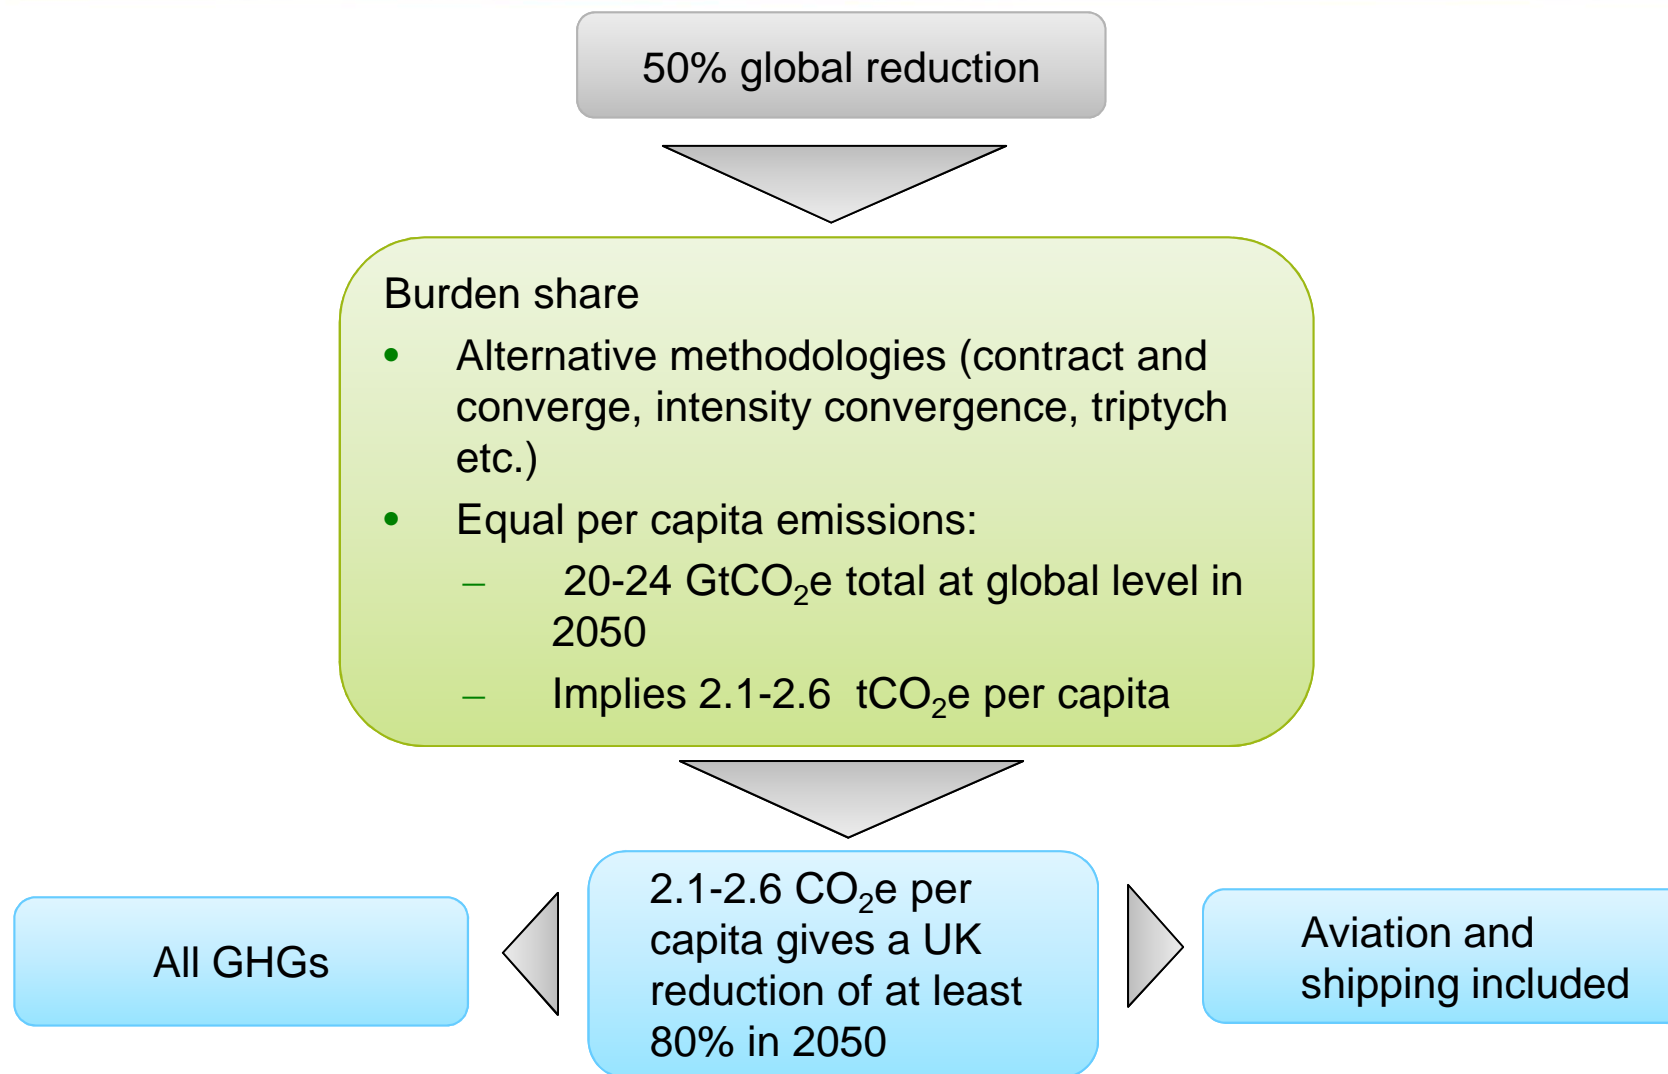 50% global reduction
Burden share
• Alternative methodologies (contract and
converge, intensity convergence, triptych
etc.)
• Equal per capita emissions:
– 20-24 GtCO₂e total at global level in
2050
– Implies 2.1-2.6 tCO₂e per capita
All GHGs
2.1-2.6 CO₂e per
capita gives a UK
reduction of at least
80% in 2050
Aviation and
shipping included